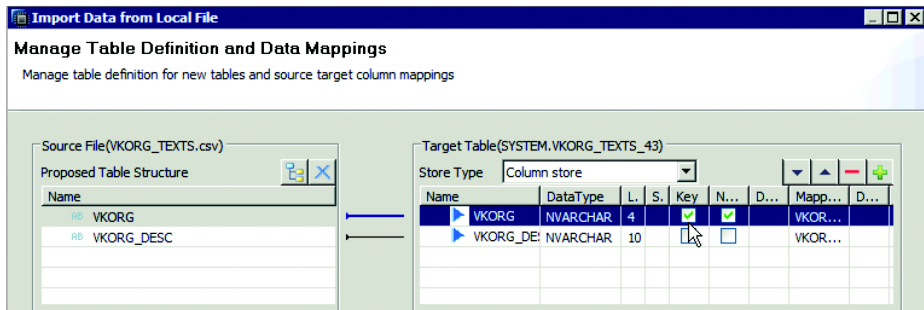 Import Data from Local File
Manage Table Definition and Data Mappings
Manage table definition for new tables and source target column mappings
Source File(VKORG_TEXTS.csv)
Target Table(SYSTEM.VKORG_TEXTS_43)
Proposed Table Structure
Store Type Column store
Name
Name DataType L. S. Key N... D... Mapp... D...
AB VKORG
VKORG NVARCHAR 4 VKOR...
AB VKORG_DESC
VKORG_DES NVARCHAR 10 VKOR...